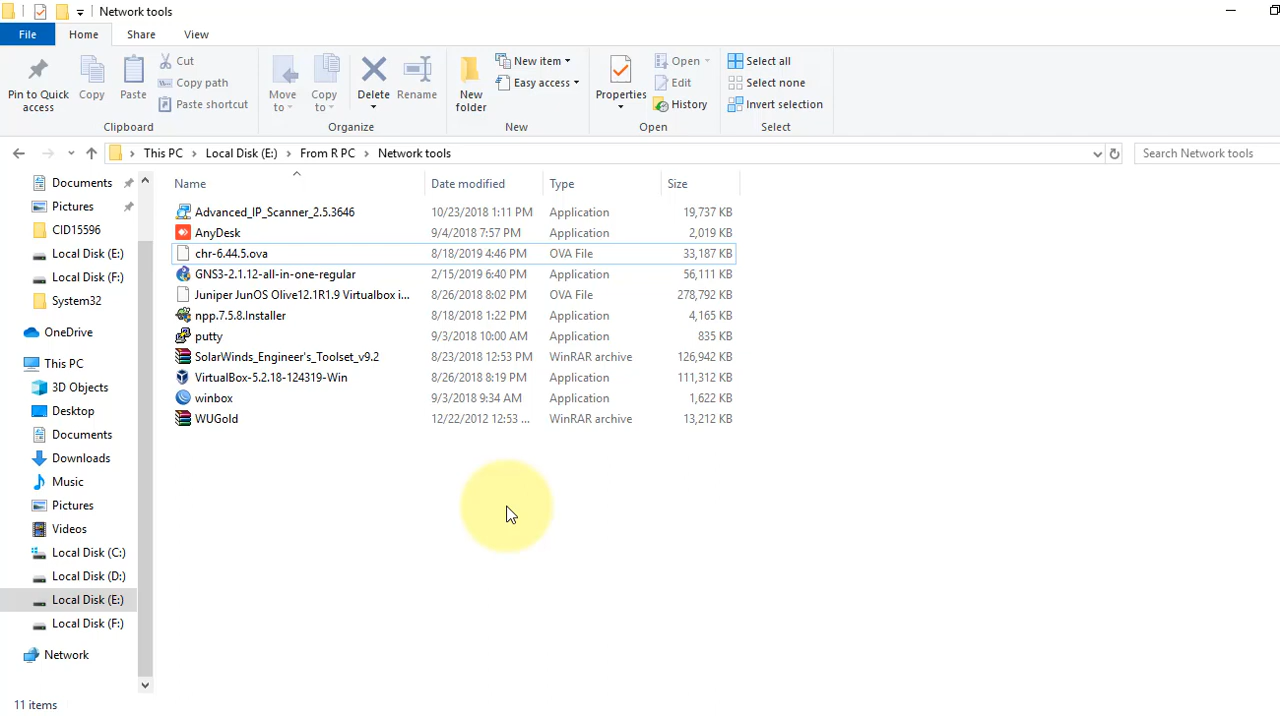 Network tools
File Home Share View
Pin to Quick access
Copy
Paste
Cut
Copy path
Paste shortcut
Clipboard
Move to
Copy to
Delete
Rename
Organize
New folder
New item
Easy access
New
Properties
Open
Edit
History
Open
Select all
Select none
Invert selection
Select
This PC Local Disk (E:) From R PC Network tools
Search Network tools
Documents
Pictures
CID15596
Local Disk (E:)
Local Disk (F:)
System32
OneDrive
This PC
3D Objects
Desktop
Documents
Downloads
Music
Pictures
Videos
Local Disk (C:)
Local Disk (D:)
Local Disk (E:)
Local Disk (F:)
Network
Name Date modified Type Size
Advanced_IP_Scanner_2.5.3646 10/23/2018 1:11 PM Application 19,737 KB
AnyDesk 9/4/2018 7:57 PM Application 2,019 KB
chr-6.44.5.ova 8/18/2019 4:46 PM OVA File 33,187 KB
GNS3-2.1.12-all-in-one-regular 2/15/2019 6:40 PM Application 56,111 KB
Juniper JunOS Olive12.1R1.9 Virtualbox i... 8/26/2018 8:02 PM OVA File 278,792 KB
npp.7.5.8.Installer 8/18/2018 1:22 PM Application 4,165 KB
putty 9/3/2018 10:00 AM Application 835 KB
SolarWinds_Engineer's_Toolset_v9.2 8/23/2018 12:53 PM WinRAR archive 126,942 KB
VirtualBox-5.2.18-124319-Win 8/26/2018 8:19 PM Application 111,312 KB
winbox 9/3/2018 9:34 AM Application 1,622 KB
WUGold 12/22/2012 12:53 ... WinRAR archive 13,212 KB
11 items